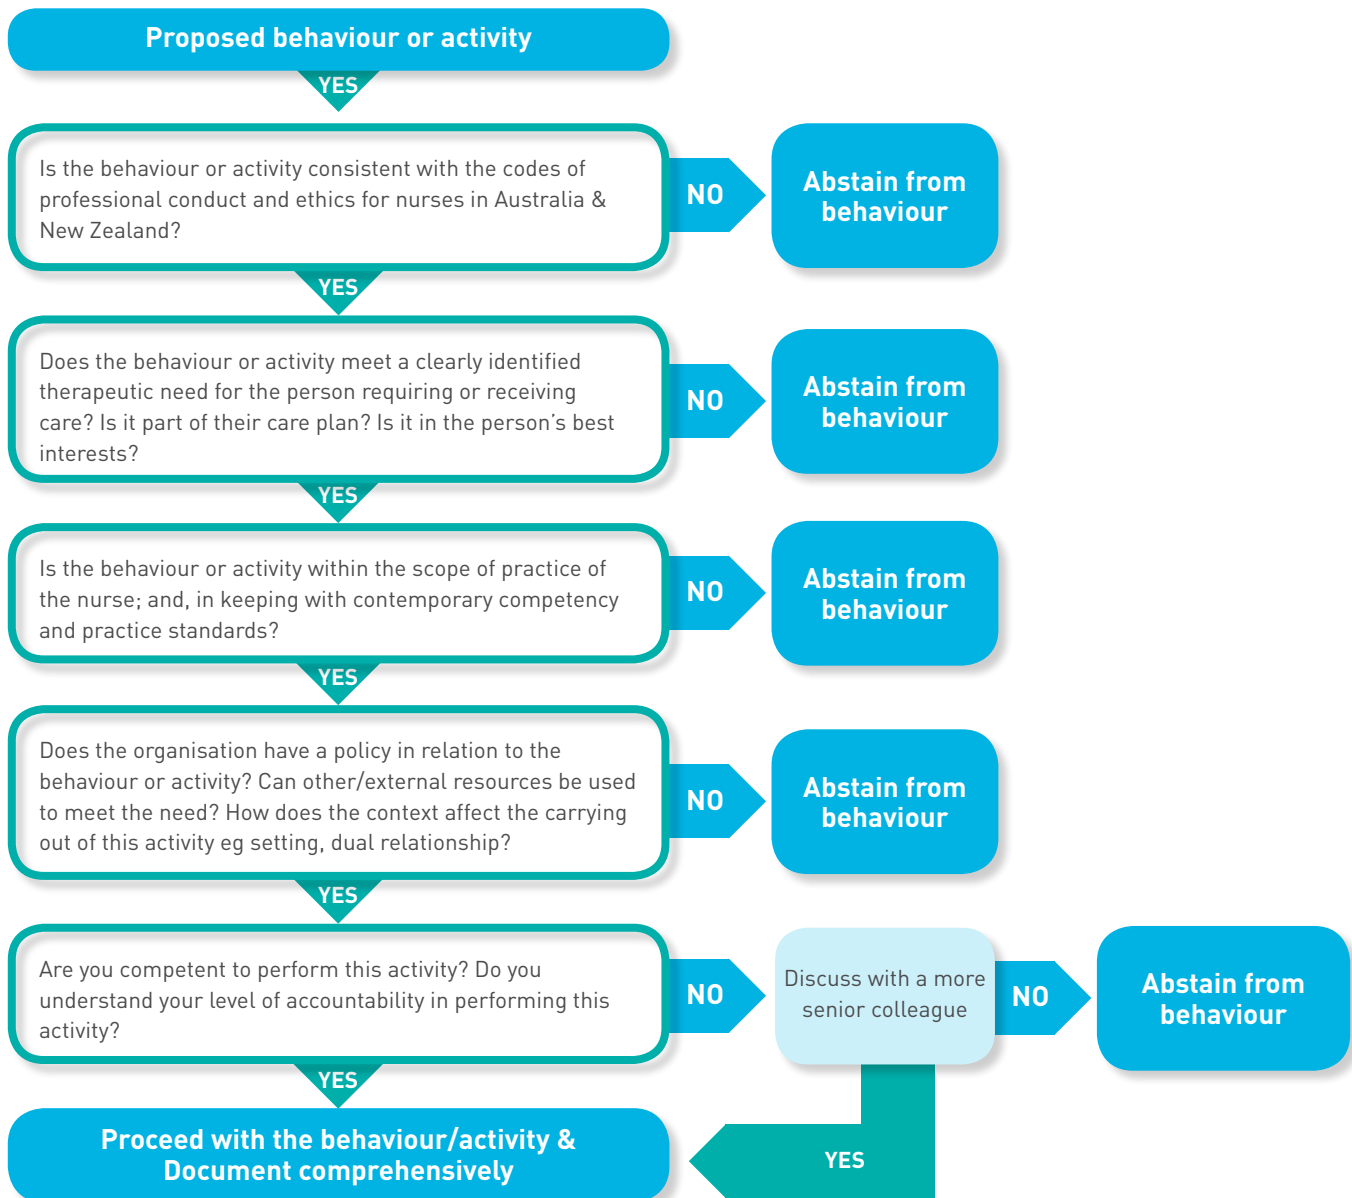 Proposed behaviour or activity
YES
Is the behaviour or activity consistent with the codes of
professional conduct and ethics for nurses in Australia &
New Zealand?
NO
Abstain from
behaviour
YES
Does the behaviour or activity meet a clearly identified
therapeutic need for the person requiring or receiving
care? Is it part of their care plan? Is it in the person’s best
interests?
NO
Abstain from
behaviour
YES
Is the behaviour or activity within the scope of practice of
the nurse; and, in keeping with contemporary competency
and practice standards?
NO
Abstain from
behaviour
YES
Does the organisation have a policy in relation to the
behaviour or activity? Can other/external resources be used
to meet the need? How does the context affect the carrying
out of this activity eg setting, dual relationship?
NO
Abstain from
behaviour
YES
Are you competent to perform this activity? Do you
understand your level of accountability in performing this
activity?
NO
Discuss with a more
senior colleague
NO
Abstain from
behaviour
YES
Proceed with the behaviour/activity &
Document comprehensively
YES